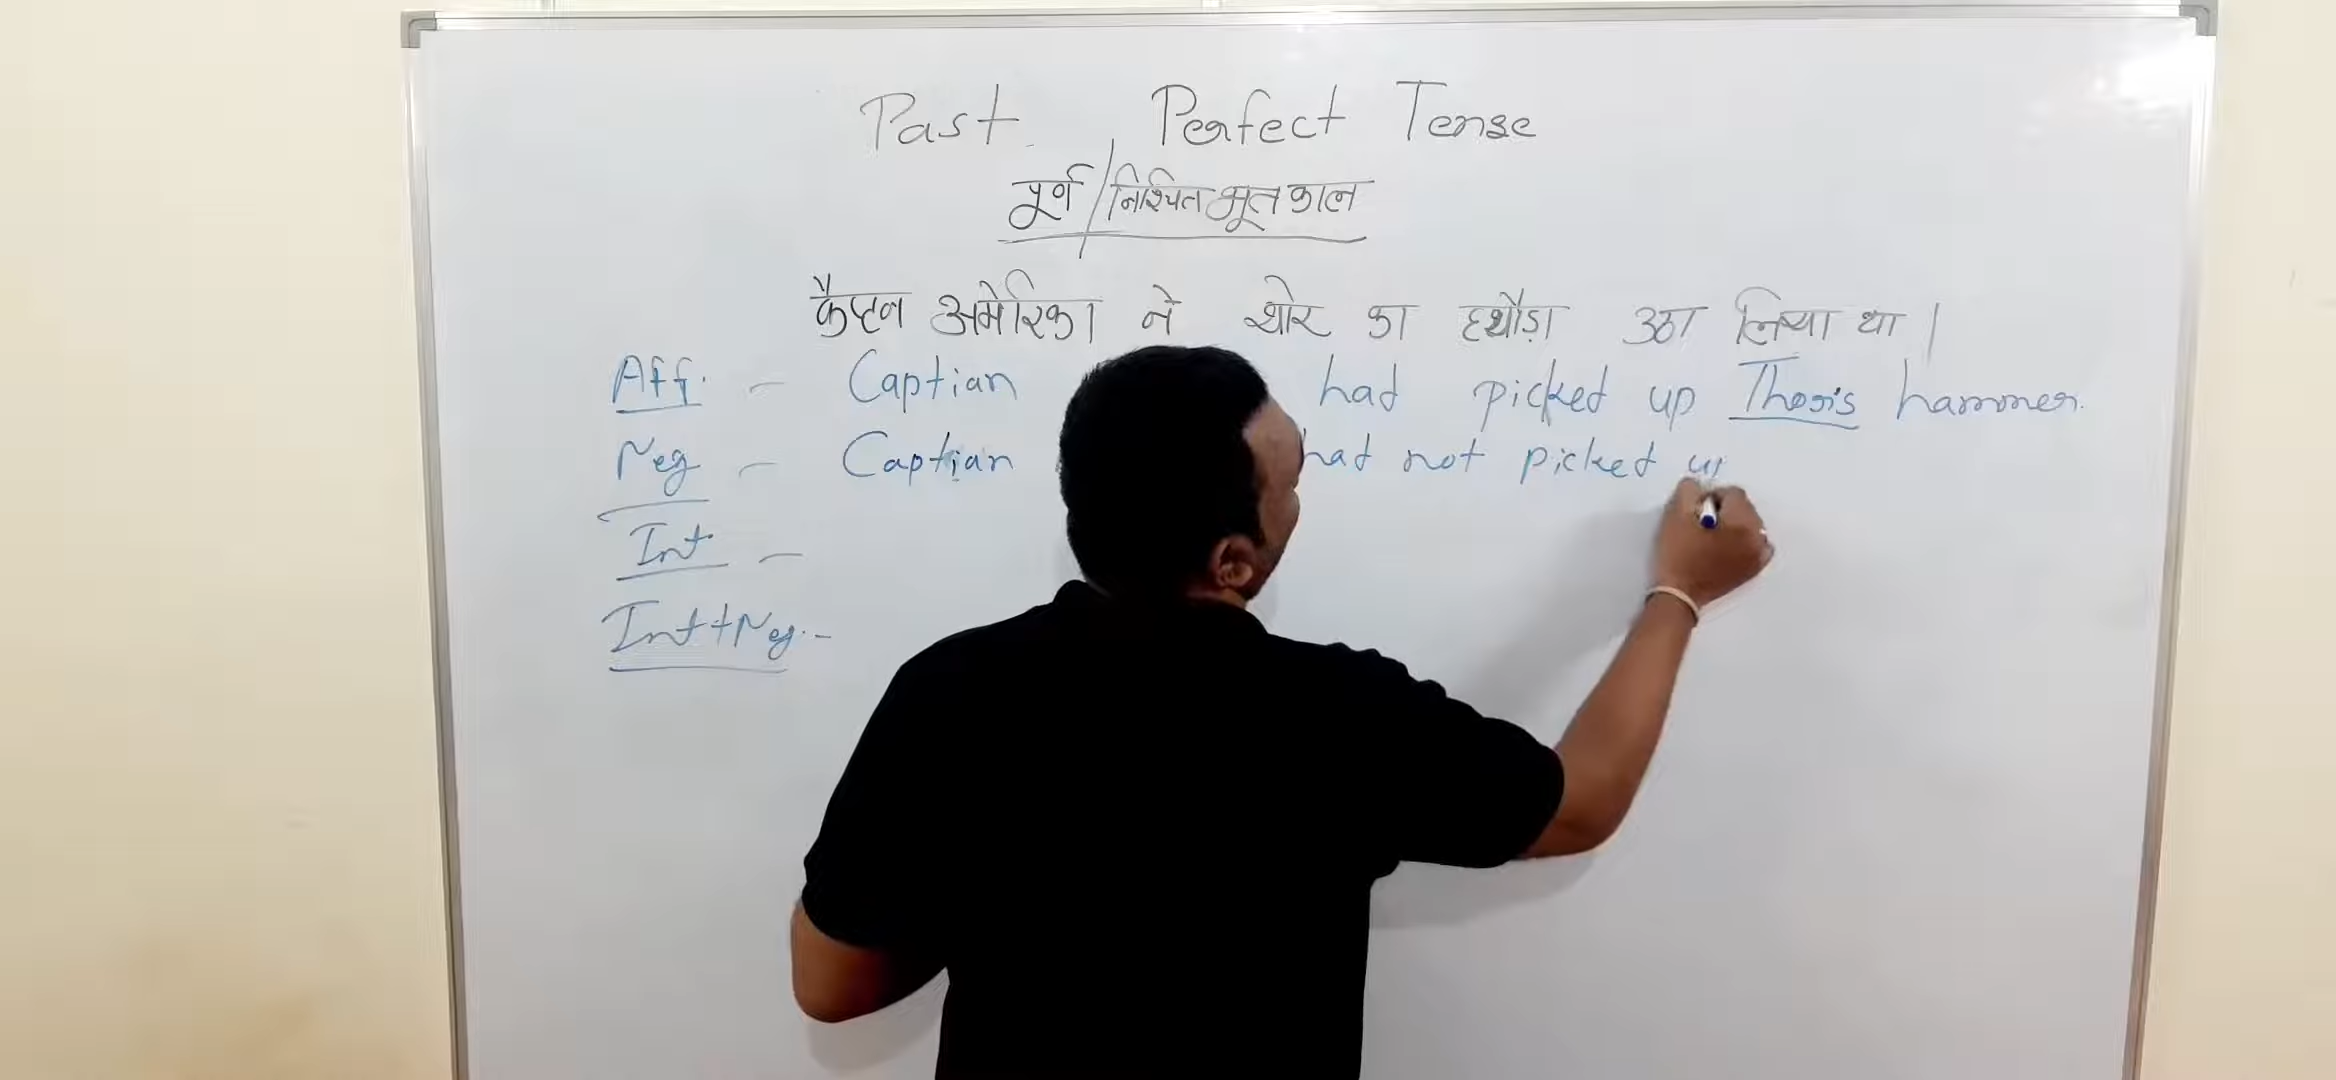 Past Perfect Tense
पूर्ण/निश्चित भूतकाल
कैप्टन अमेरिका ने थोर का हथौड़ा उठा लिया था।
Aff. - Captian had picked up Thor's hammer.
Neg - Captian had not picked up
Int -
Int+Neg.-